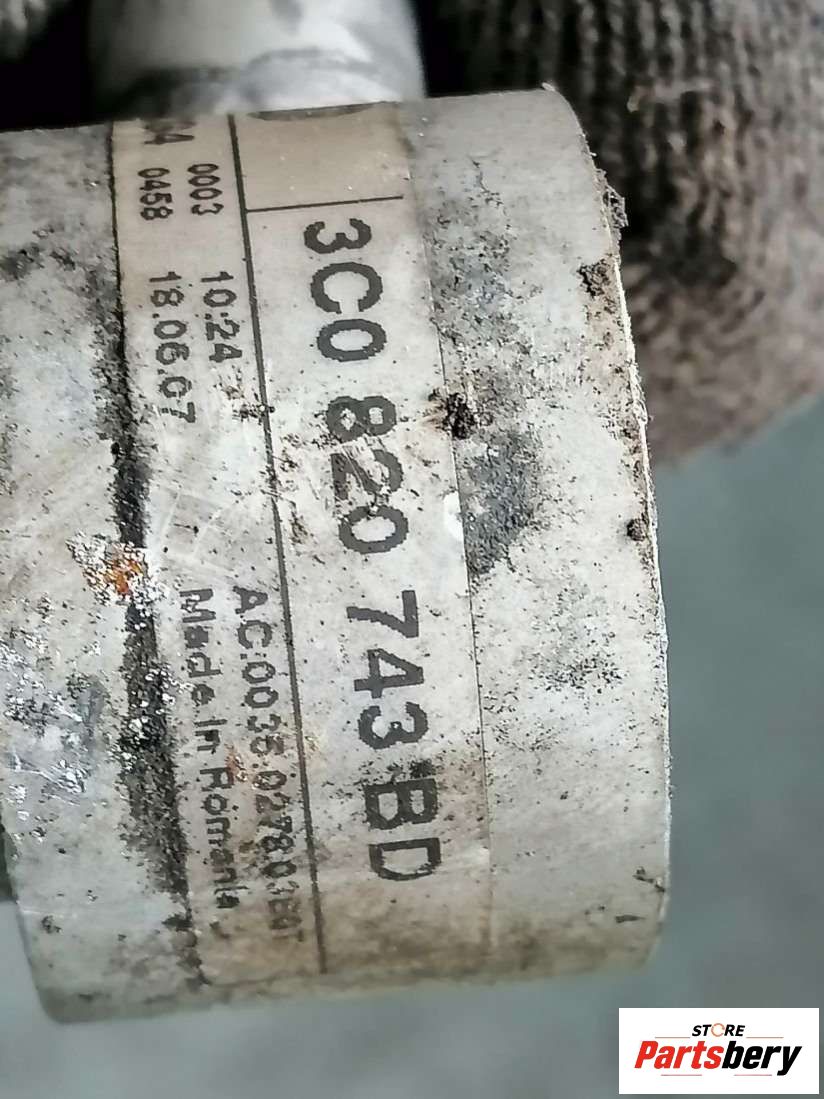 3C0 820 743 BD
0003 10:24
0458 18.06.07
Made in Romania
STORE
Partsbery